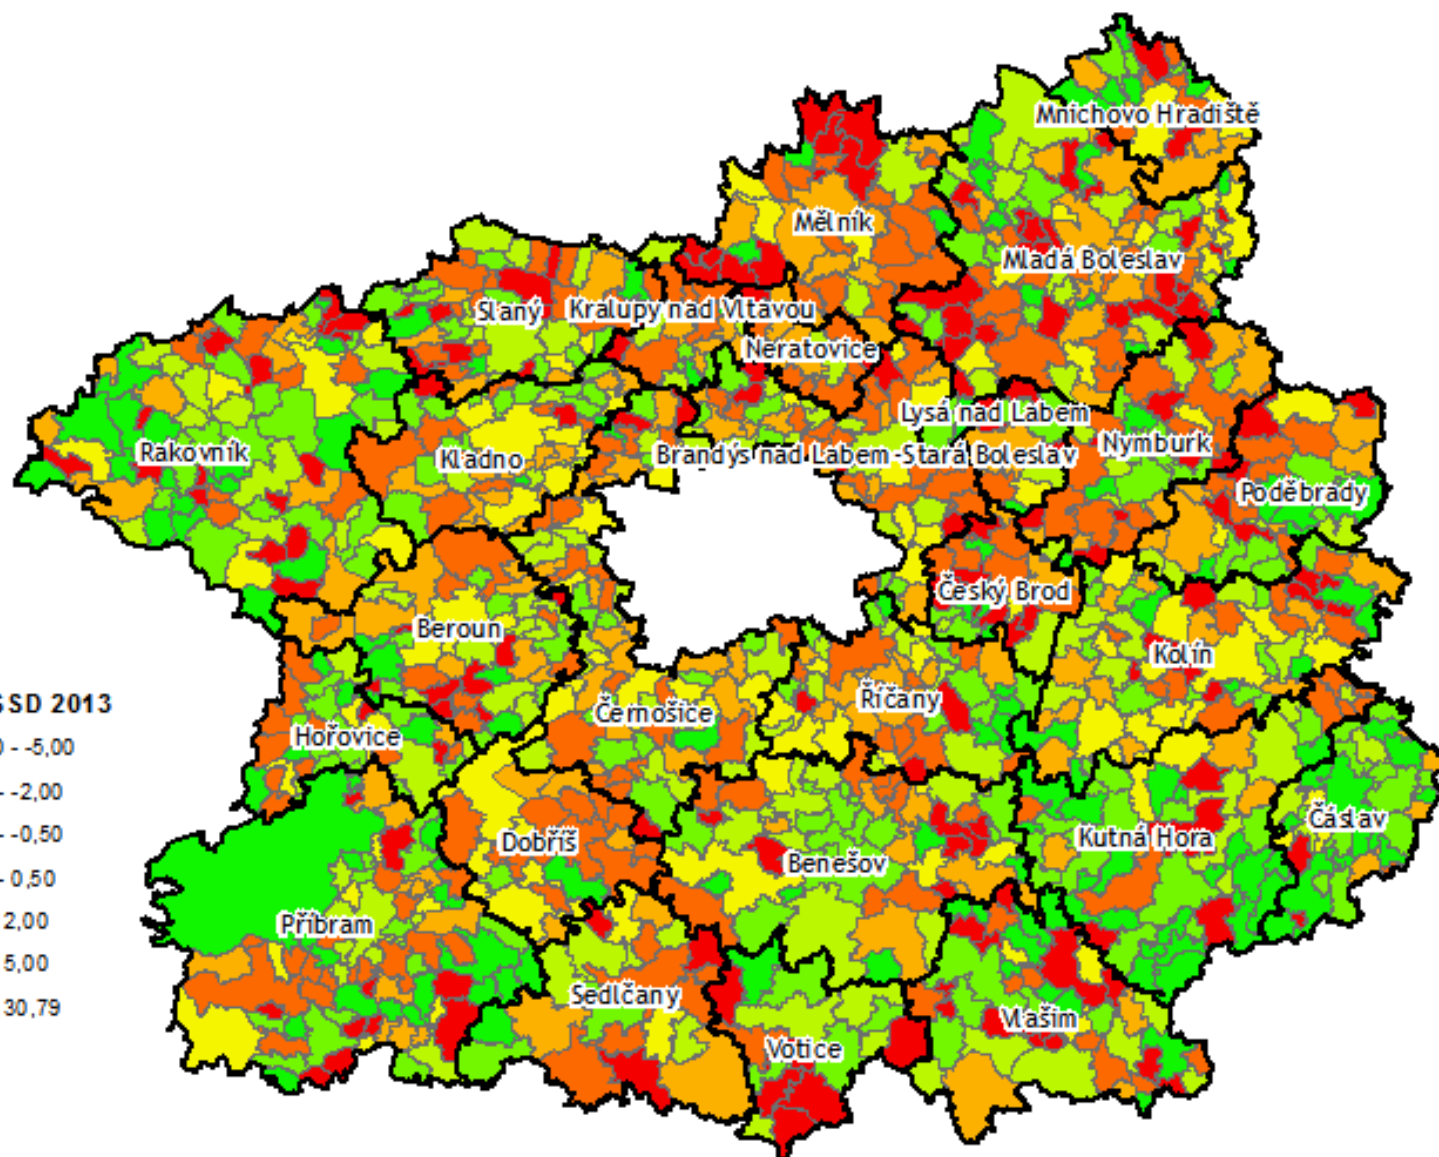 Mnichovo Hradiště
Mělník
Mladá Boleslav
Slaný
Kralupy nad Vltavou
Neratovice
Lysá nad Labem
Rakovník
Kladno
Brandýs nad Labem-Stará Boleslav
Nymburk
Poděbrady
Český Brod
Beroun
Kolín
SSD 2013
Černošice
Říčany
Hořovice
0 - -5,00
- -2,00
- -0,50
Dobříš
Benešov
Kutná Hora
Čáslav
- 0,50
2,00
Příbram
5,00
Sedlčany
30,79
Vlašim
Votice